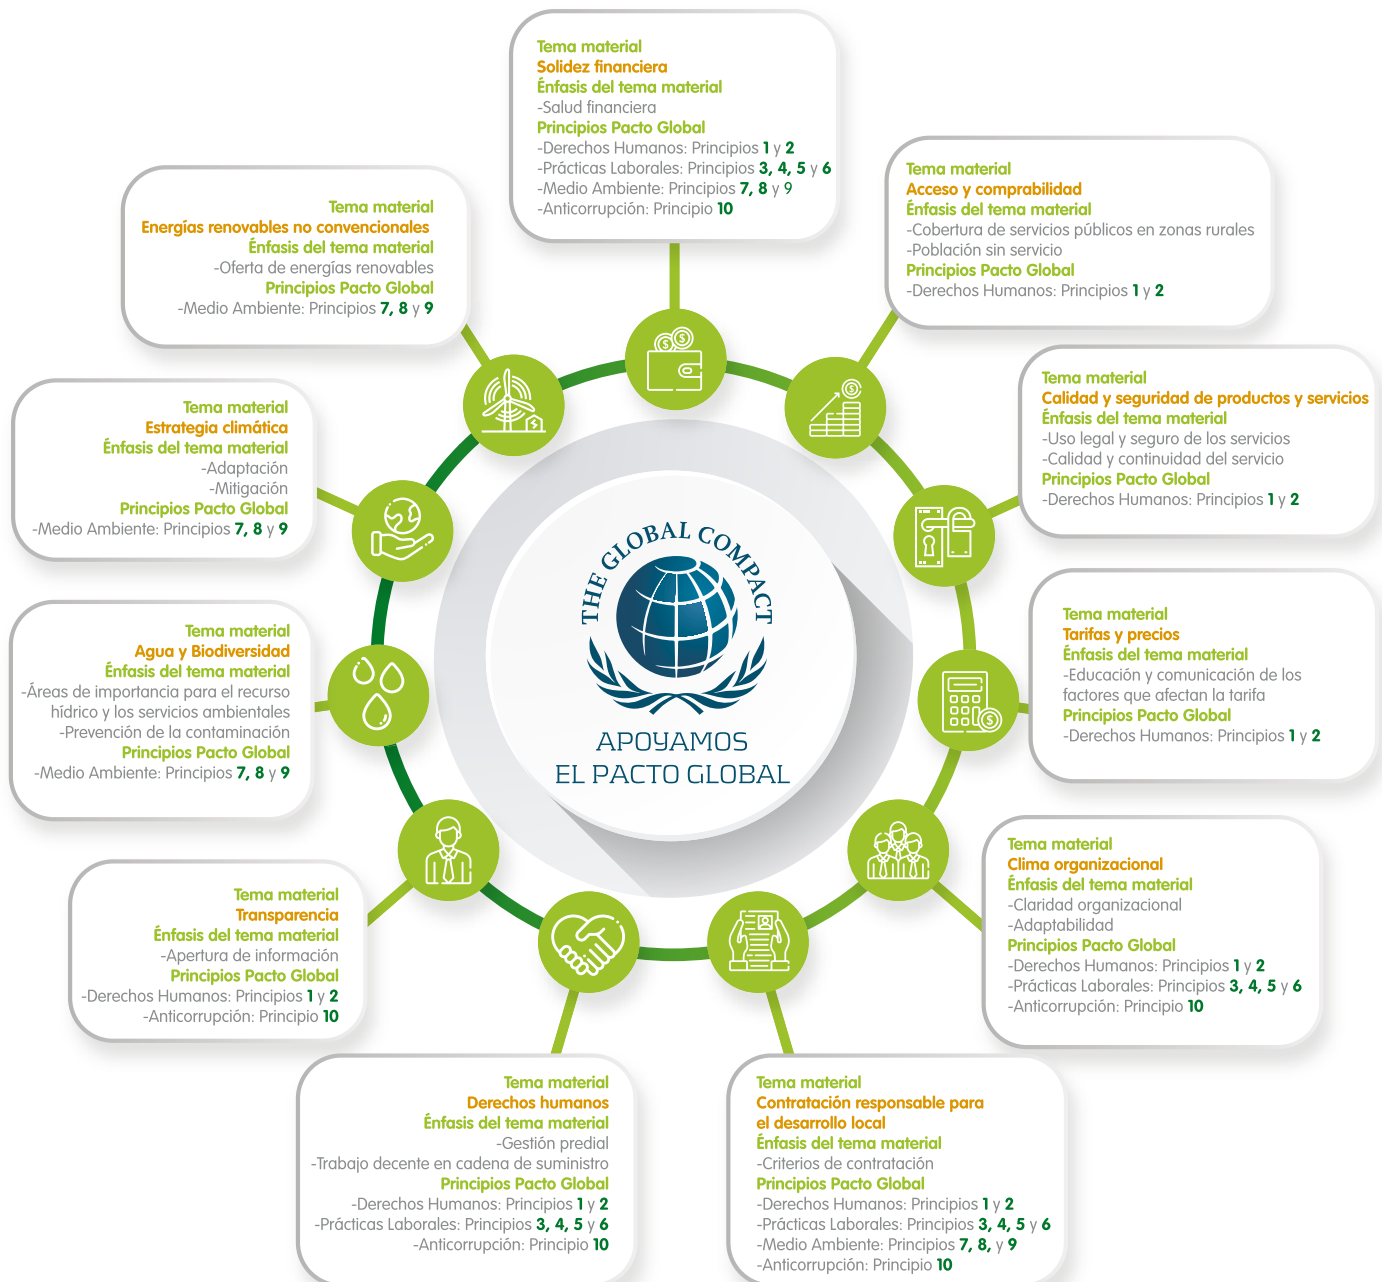 Tema material
Solidez financiera
Énfasis del tema material
-Salud financiera
Principios Pacto Global
-Derechos Humanos: Principios 1 y 2
-Prácticas Laborales: Principios 3, 4, 5 y 6
-Medio Ambiente: Principios 7, 8 y 9
-Anticorrupción: Principio 10
Tema material
Acceso y comprabilidad
Énfasis del tema material
-Cobertura de servicios públicos en zonas rurales
-Población sin servicio
Principios Pacto Global
-Derechos Humanos: Principios 1 y 2
Tema material
Calidad y seguridad de productos y servicios
Énfasis del tema material
-Uso legal y seguro de los servicios
-Calidad y continuidad del servicio
Principios Pacto Global
-Derechos Humanos: Principios 1 y 2
Tema material
Tarifas y precios
Énfasis del tema material
-Educación y comunicación de los
factores que afectan la tarifa
Principios Pacto Global
-Derechos Humanos: Principios 1 y 2
Tema material
Clima organizacional
Énfasis del tema material
-Claridad organizacional
-Adaptabilidad
Principios Pacto Global
-Derechos Humanos: Principios 1 y 2
-Prácticas Laborales: Principios 3, 4, 5 y 6
-Anticorrupción: Principio 10
Tema material
Contratación responsable para
el desarrollo local
Énfasis del tema material
-Criterios de contratación
Principios Pacto Global
-Derechos Humanos: Principios 1 y 2
-Prácticas Laborales: Principios 3, 4, 5 y 6
-Medio Ambiente: Principios 7, 8, y 9
-Anticorrupción: Principio 10
Tema material
Derechos humanos
Énfasis del tema material
-Gestión predial
-Trabajo decente en cadena de suministro
Principios Pacto Global
-Derechos Humanos: Principios 1 y 2
-Prácticas Laborales: Principios 3, 4, 5 y 6
-Anticorrupción: Principio 10
Tema material
Transparencia
Énfasis del tema material
-Apertura de información
Principios Pacto Global
-Derechos Humanos: Principios 1 y 2
-Anticorrupción: Principio 10
Tema material
Agua y Biodiversidad
Énfasis del tema material
-Áreas de importancia para el recurso
hídrico y los servicios ambientales
-Prevención de la contaminación
Principios Pacto Global
-Medio Ambiente: Principios 7, 8 y 9
Tema material
Estrategia climática
Énfasis del tema material
-Adaptación
-Mitigación
Principios Pacto Global
-Medio Ambiente: Principios 7, 8 y 9
Tema material
Energías renovables no convencionales
Énfasis del tema material
-Oferta de energías renovables
Principios Pacto Global
-Medio Ambiente: Principios 7, 8 y 9
THE GLOBAL COMPACT
APOYAMOS
EL PACTO GLOBAL